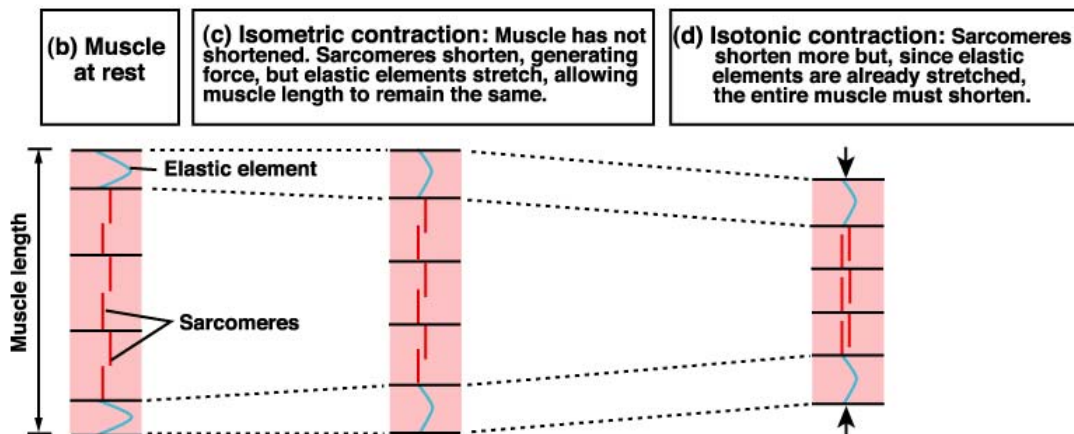 (b) Muscle
at rest
(c) Isometric contraction: Muscle has not
shortened. Sarcomeres shorten, generating
force, but elastic elements stretch, allowing
muscle length to remain the same.
(d) Isotonic contraction: Sarcomeres
shorten more but, since elastic
elements are already stretched,
the entire muscle must shorten.
Elastic element
Muscle length
Sarcomeres